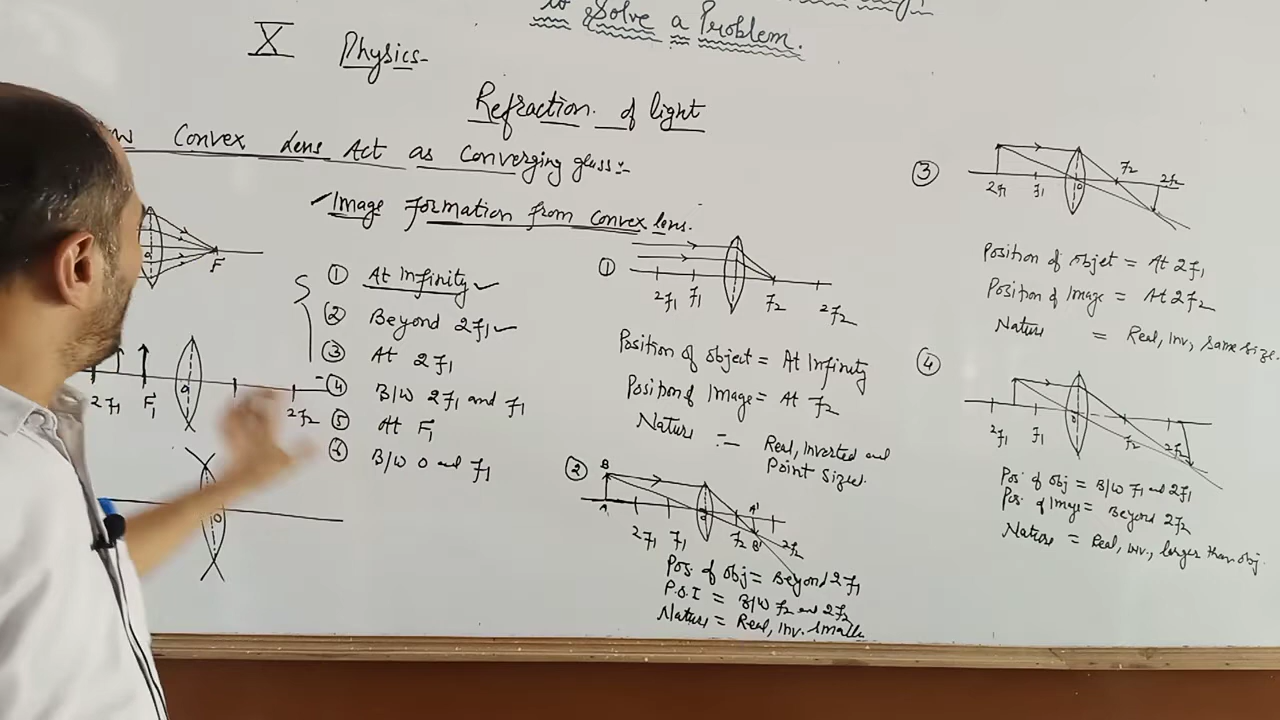 to Solve a Problem.
X Physics-
Refraction of light
Convex Lens Act as Converging glass:-
Image formation from convex lens.
F
2F1 F1 O 2F2
O
① At Infinity ✓
② Beyond 2F1 ✓
③ At 2F1
④ B/W 2F1 and F1
⑤ At F1
⑥ B/W O and F1
①
2F1 F1 F2 2F2
Position of object = At Infinity
Position of Image = At F2
Nature :- Real, Inverted and
Point Sized.
②
B A 2F1 F1 O F2 A' B' 2F2
Pos. of Obj = Beyond 2F1
P.O.I = B/W F2 and 2F2
Nature = Real, Inv. Smaller
③
2F1 F1 O F2 2F2
Position of objet = At 2F1
Position of Image = At 2F2
Nature = Real, Inv, same size.
④
2F1 F1 O F2 2F2
Pos. of Obj = B/W F1 and 2F1
Pos. of Image = Beyond 2F2
Nature = Real, Inv., larger than obj.